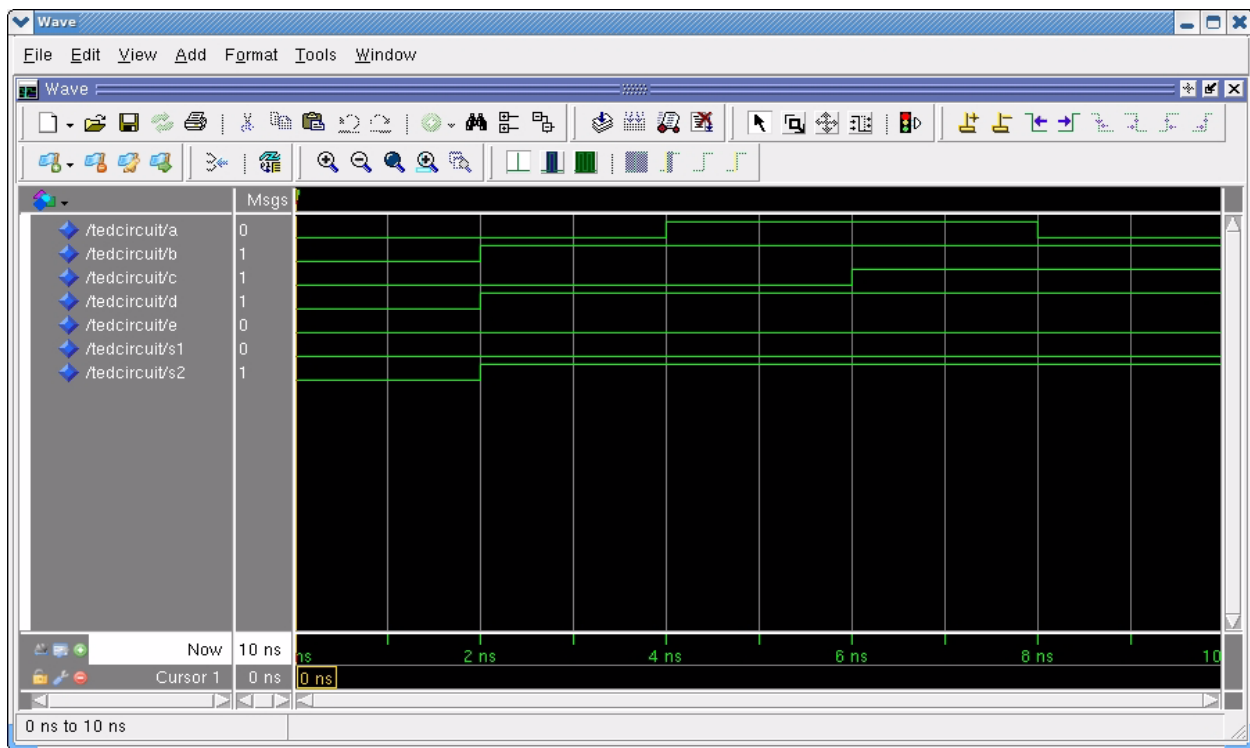 Wave
File Edit View Add Format Tools Window
Wave
Msgs
/tedcircuit/a 0
/tedcircuit/b 1
/tedcircuit/c 1
/tedcircuit/d 1
/tedcircuit/e 0
/tedcircuit/s1 0
/tedcircuit/s2 1
Now 10 ns ns 2 ns 4 ns 6 ns 8 ns 10
Cursor 1 0 ns 0 ns
0 ns to 10 ns